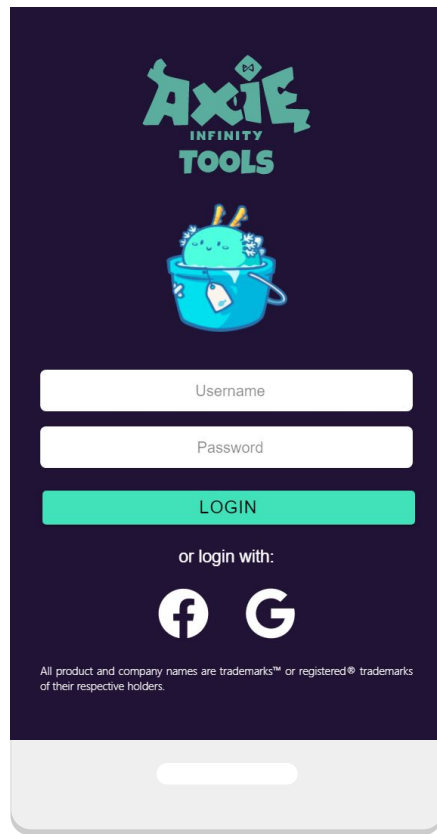 AXIE
INFINITY
TOOLS
Username
Password
LOGIN
or login with:
All product and company names are trademarks™ or registered® trademarks
of their respective holders.